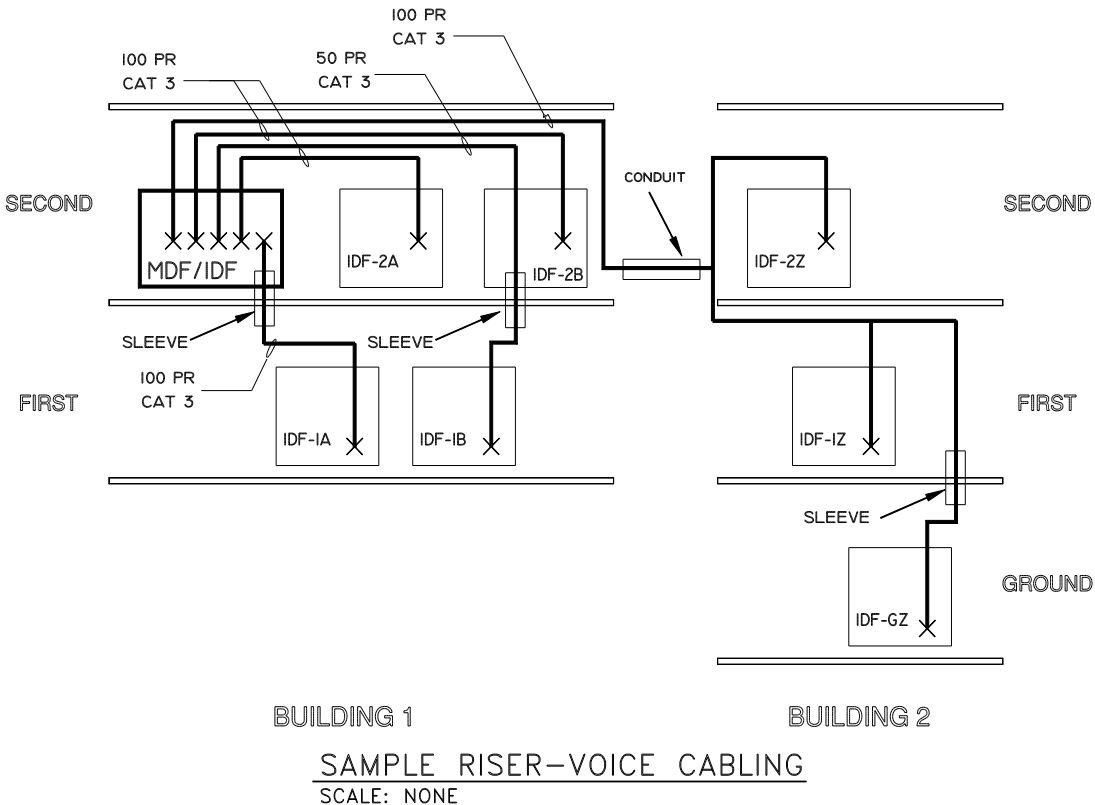 100 PR
CAT 3
100 PR
CAT 3
50 PR
CAT 3
CONDUIT
SECOND
SECOND
MDF/IDF
IDF-2A
IDF-2B
IDF-2Z
SLEEVE
SLEEVE
100 PR
CAT 3
FIRST
FIRST
IDF-1A
IDF-1B
IDF-1Z
SLEEVE
GROUND
IDF-GZ
BUILDING 1
BUILDING 2
SAMPLE RISER-VOICE CABLING
SCALE: NONE